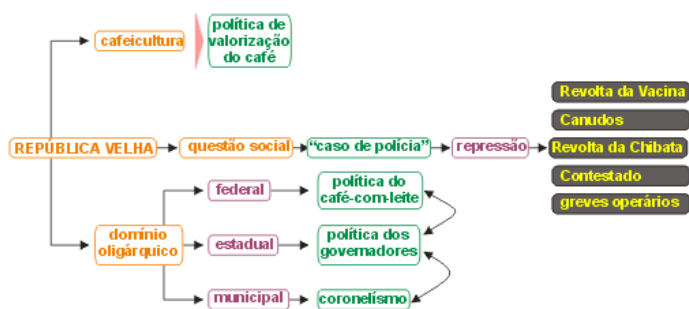 cafeicultura
política de
valorização
do café
REPÚBLICA VELHA
questão social
“caso de polícia”
repressão
Revolta da Vacina
Canudos
Revolta da Chibata
Contestado
greves operários
domínio
oligárquico
federal
política do
café-com-leite
estadual
política dos
governadores
municipal
coronelísmo